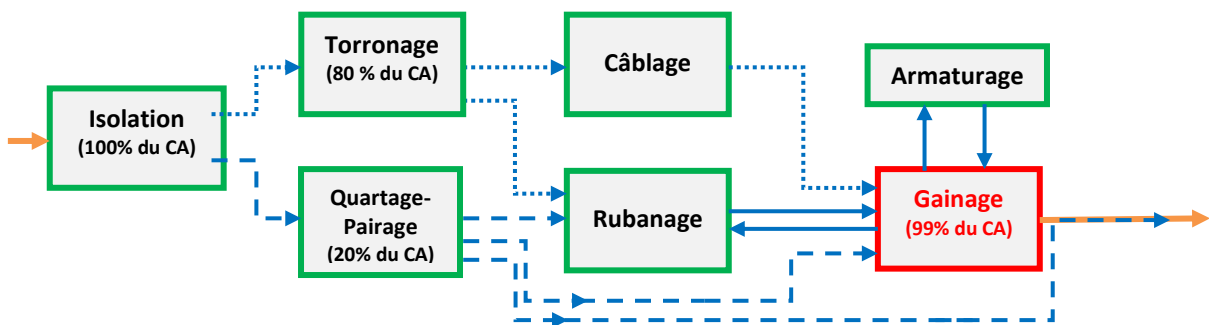 Isolation
(100% du CA)
Torronage
(80 % du CA)
Câblage
Armaturage
Quartage-
Pairage
(20% du CA)
Rubanage
Gainage
(99% du CA)